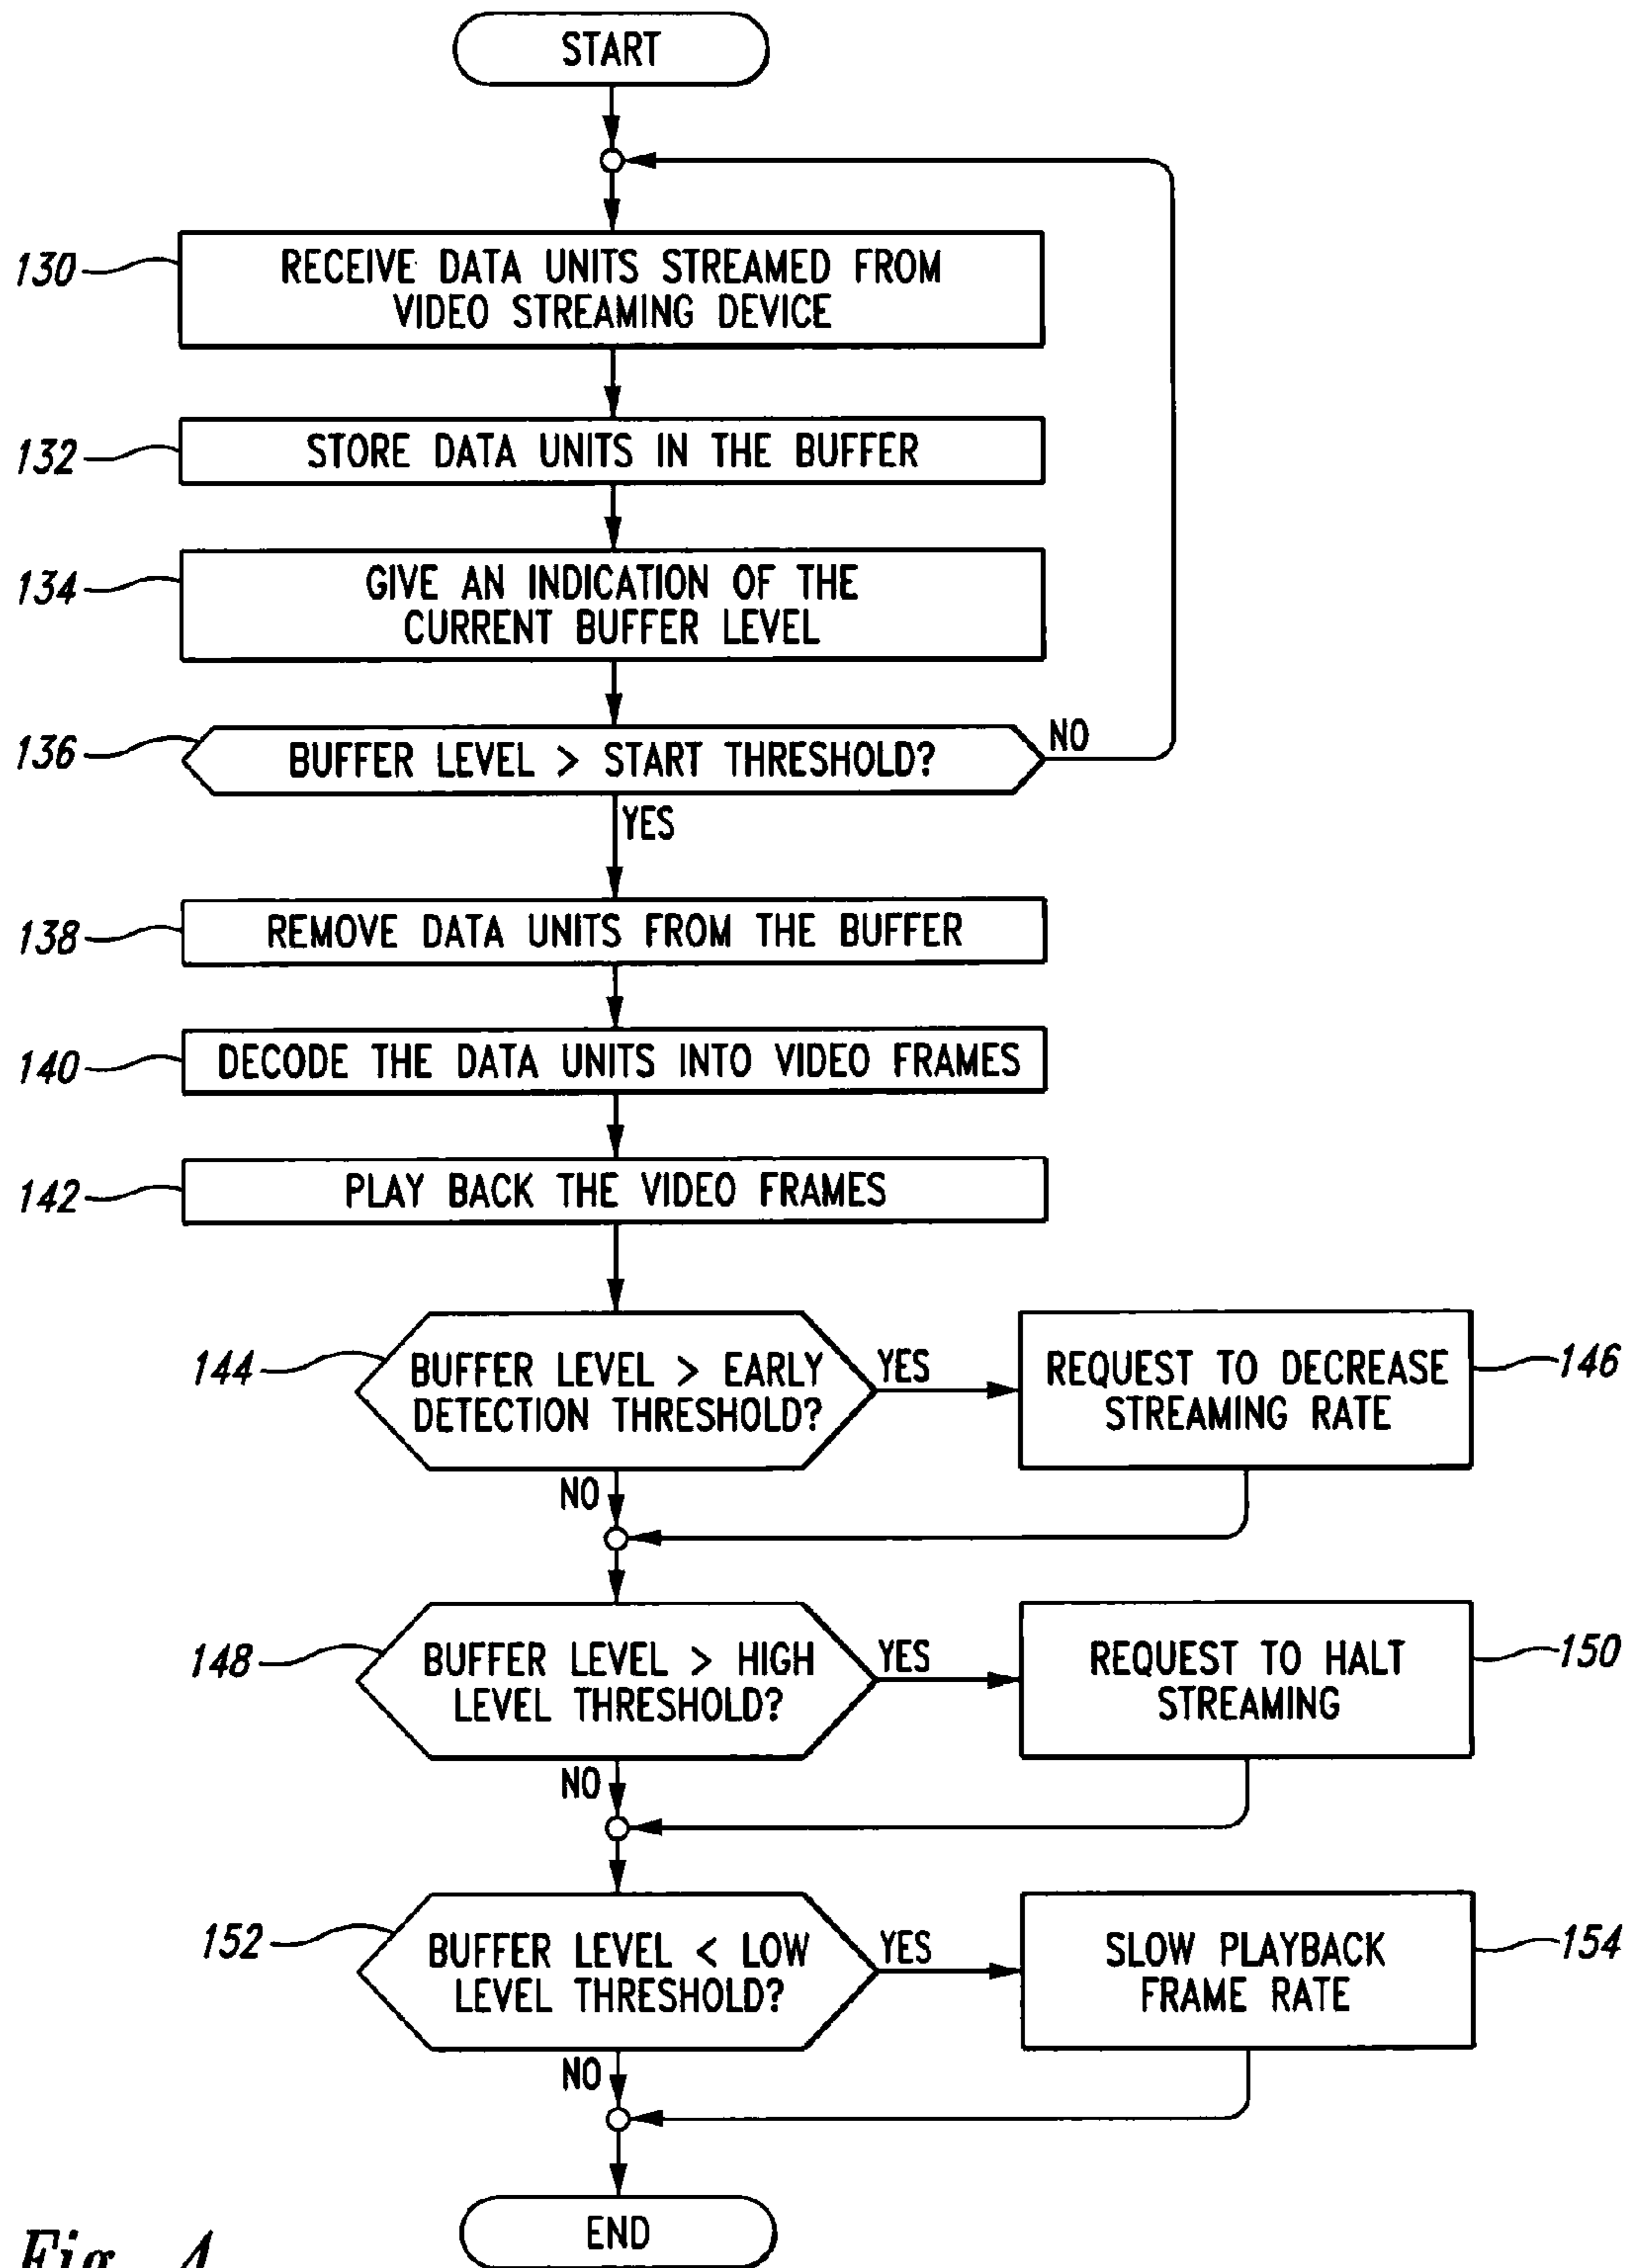 START
130
RECEIVE DATA UNITS STREAMED FROM
VIDEO STREAMING DEVICE
132
STORE DATA UNITS IN THE BUFFER
134
GIVE AN INDICATION OF THE
CURRENT BUFFER LEVEL
136
BUFFER LEVEL > START THRESHOLD?
NO
YES
138
REMOVE DATA UNITS FROM THE BUFFER
140
DECODE THE DATA UNITS INTO VIDEO FRAMES
142
PLAY BACK THE VIDEO FRAMES
144
BUFFER LEVEL > EARLY
DETECTION THRESHOLD?
YES
REQUEST TO DECREASE
STREAMING RATE
146
NO
148
BUFFER LEVEL > HIGH
LEVEL THRESHOLD?
YES
REQUEST TO HALT
STREAMING
150
NO
152
BUFFER LEVEL < LOW
LEVEL THRESHOLD?
YES
SLOW PLAYBACK
FRAME RATE
154
NO
END
Fig. 4